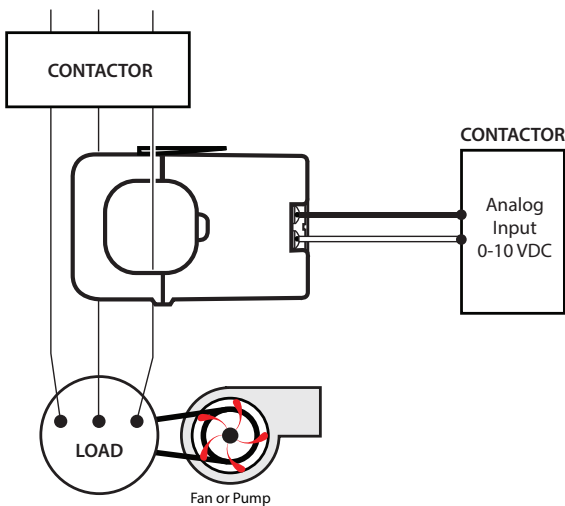 CONTACTOR
CONTACTOR
Analog
Input
0-10 VDC
LOAD
Fan or Pump